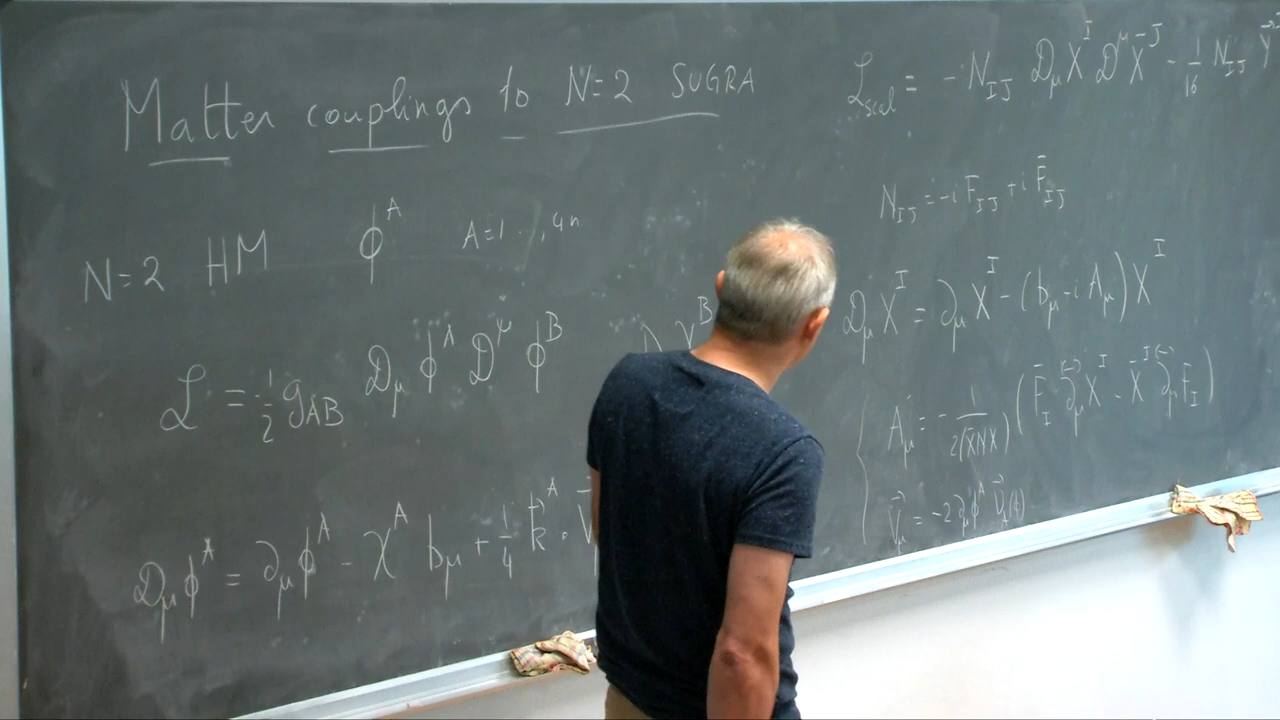 Matter couplings to N=2 SUGRA
N=2 HM ϕ^A A=1..,4n
ℒ = 1/2 g_AB 𝒟_μ ϕ^A 𝒟^μ ϕ^B
𝒟_μ ϕ^A = ∂_μ ϕ^A - χ^A b_μ + 1/4 k⃗^A ·
ℒ_scal = - N_IJ 𝒟_μ X^I 𝒟^μ X̄^J - 1/16 N_IJ Y⃗
N_IJ = -i F_IJ + i F̄_IJ
𝒟_μ X^I = ∂_μ X^I - (b_μ - i A_μ) X^I
A_μ = - 1/2(X̄NX) (F̄_I ∂↔_μ X^I - X̄^I ∂↔_μ F_I)
V⃗_μ = -2 ∂_μ ϕ^A